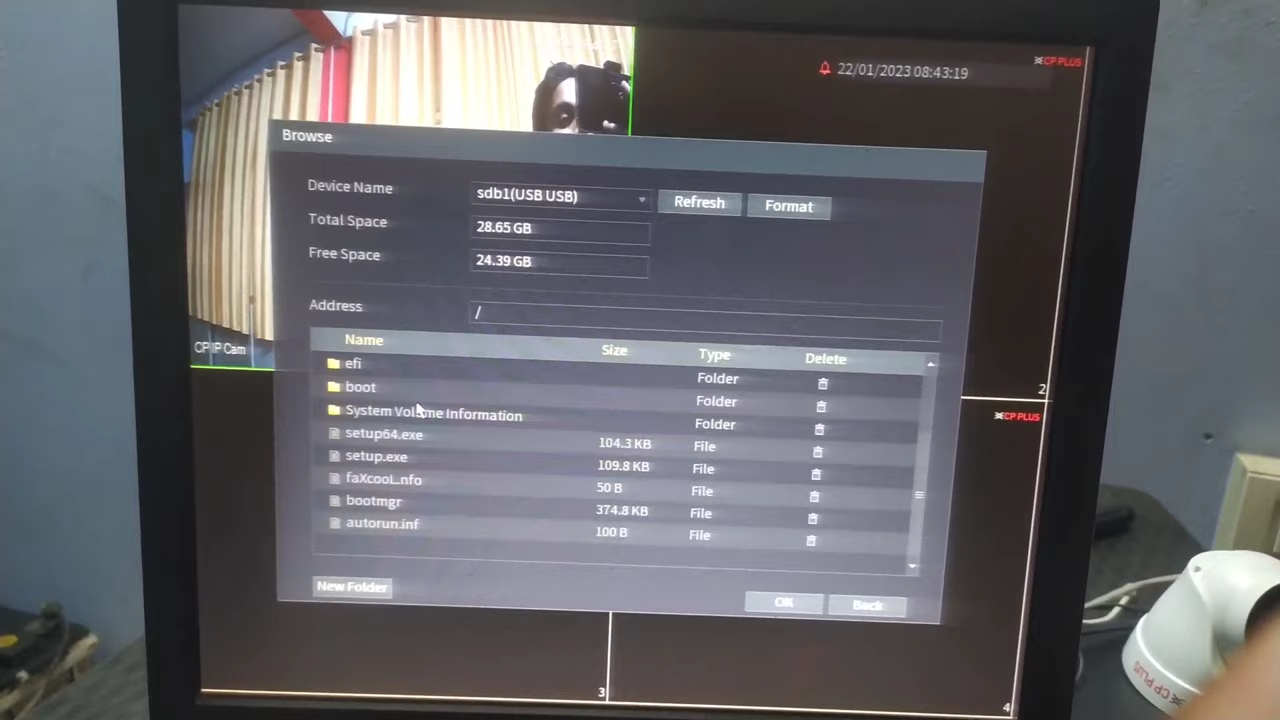 22/01/2023 08:43:19
CP PLUS
Browse
Device Name sdb1(USB USB) Refresh Format
Total Space 28.65 GB
Free Space 24.39 GB
Address /
Name Size Type Delete
efi Folder
boot Folder
System Volume Information Folder
setup64.exe 104.3 KB File
setup.exe 109.8 KB File
faXcooL.nfo 50 B File
bootmgr 374.8 KB File
autorun.inf 100 B File
New Folder OK Back
CP IP Cam
2
CP PLUS
3
4
CP PLUS